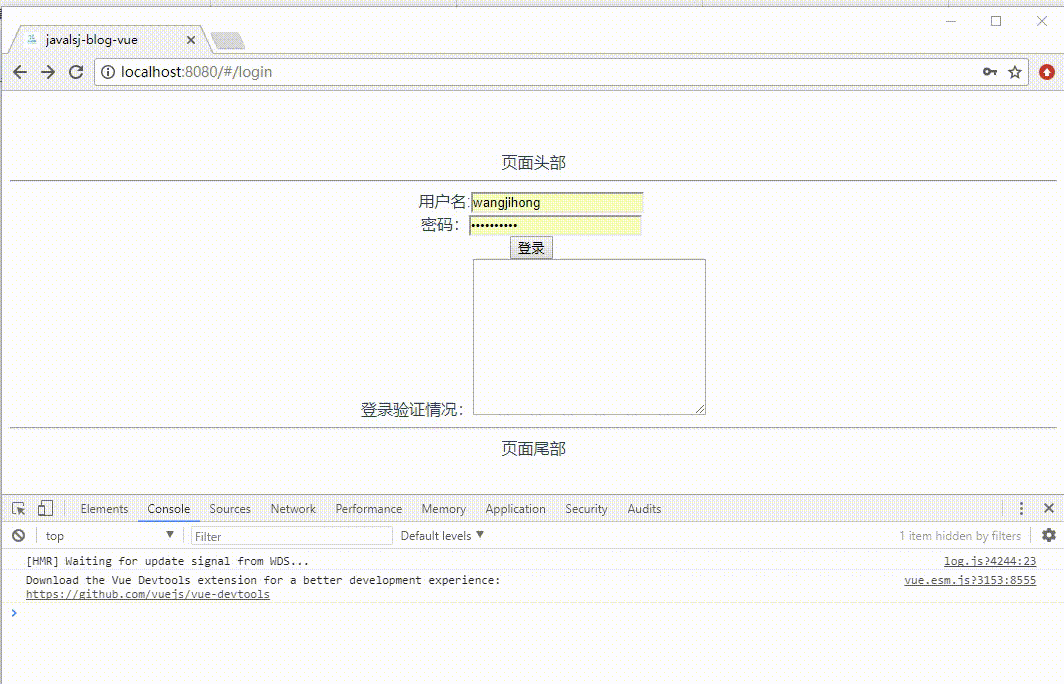 javalsj-blog-vue
localhost:8080/#/login
页面头部
用户名:wangjihong
密码：••••••••••
登录
登录验证情况：
页面尾部
Elements Console Sources Network Performance Memory Application Security Audits
top Filter Default levels 1 item hidden by filters
[HMR] Waiting for update signal from WDS... log.js?4244:23
Download the Vue Devtools extension for a better development experience: vue.esm.js?3153:8555
https://github.com/vuejs/vue-devtools